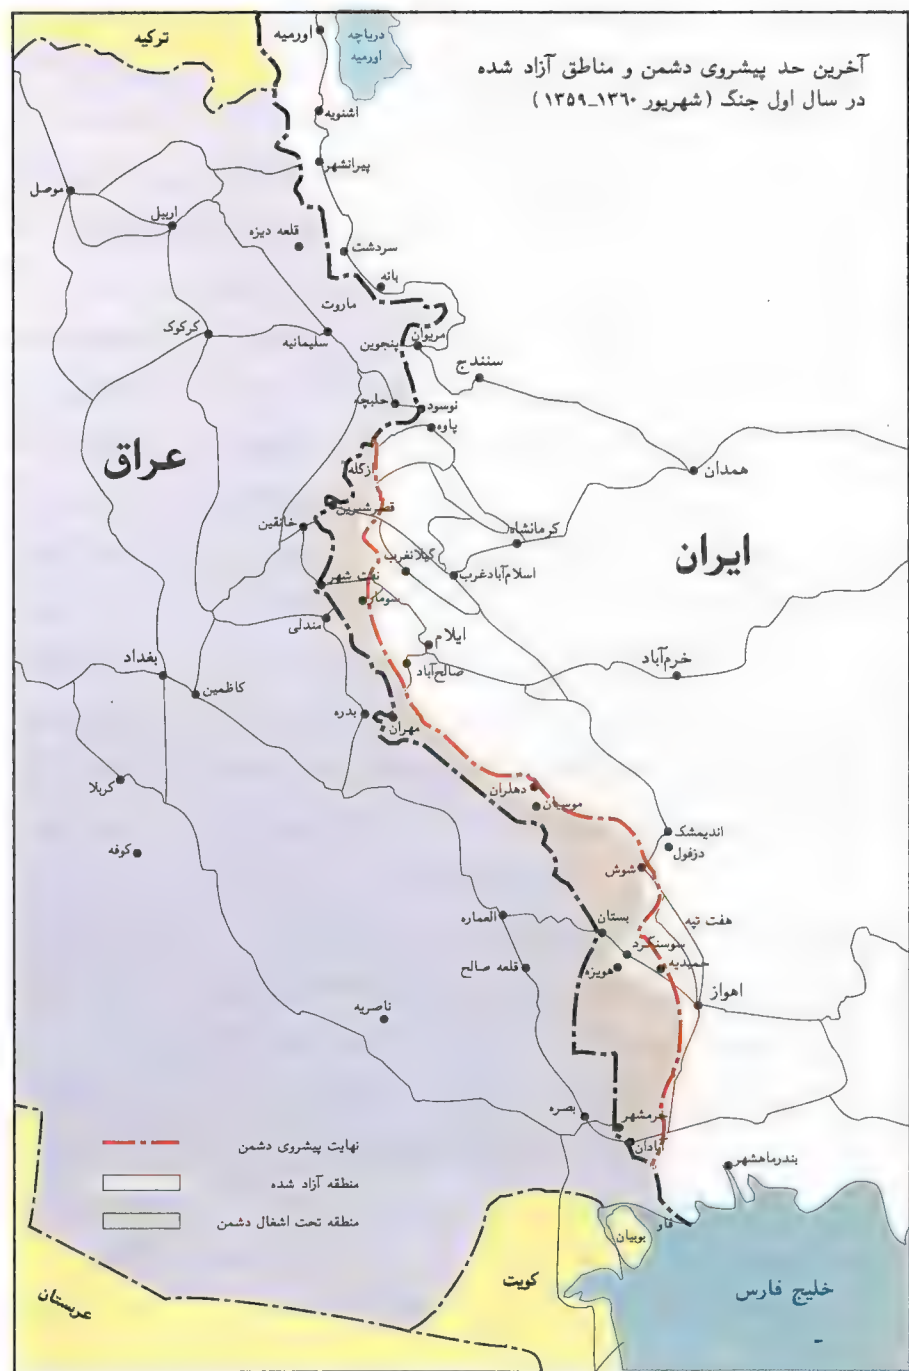 آخرین حد پیشروی دشمن و مناطق آزاد شده
در سال اول جنگ (شهریور ۱۳۶۰_۱۳۵۹)
ترکیه
اورمیه
دریاچه
اورمیه
اشنویه
پیرانشهر
موصل
اربیل
قلعه دیزه
سردشت
بانه
ماروت
کرکوک
سلیمانیه
پنجوین
مریوان
سنندج
حلبچه
نوسود
پاوه
عراق
ازگله
همدان
قصرشیرین
خانقین
کرمانشاه
ایران
گیلانغرب
اسلام‌آبادغرب
نفت شهر
سومار
مندلی
ایلام
خرم‌آباد
بغداد
صالح‌آباد
کاظمین
بدره
مهران
کربلا
دهلران
موسیان
اندیمشک
دزفول
کوفه
شوش
هفت تپه
العماره
بستان
سوسنگرد
قلعه صالح
هویزه
حمیدیه
اهواز
ناصریه
بصره
خرمشهر
آبادان
بندرماهشهر
نهایت پیشروی دشمن
منطقه آزاد شده
منطقه تحت اشغال دشمن
فاو
بوبیان
کویت
خلیج فارس
عربستان